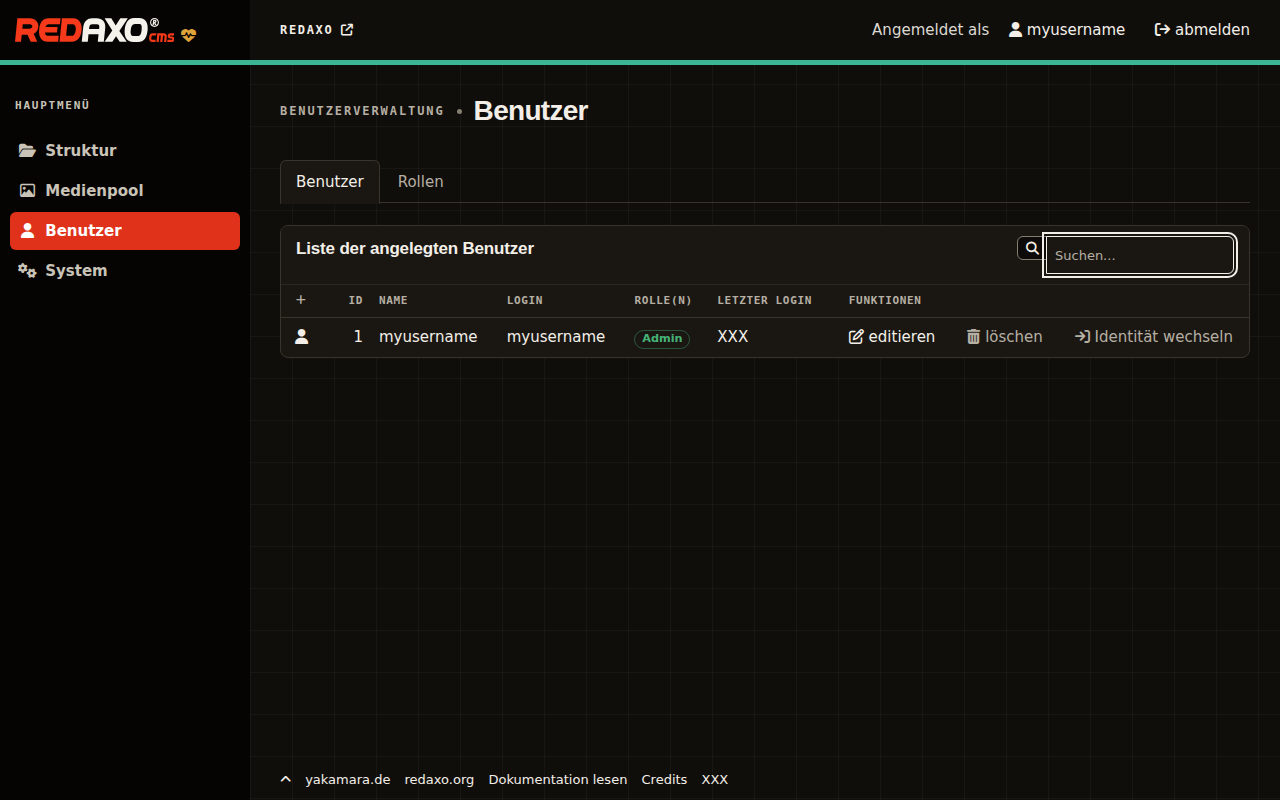 REDAXO® cms
REDAXO
Angemeldet als myusername abmelden
HAUPTMENÜ
Struktur
Medienpool
Benutzer
System
BENUTZERVERWALTUNG • Benutzer
Benutzer Rollen
Liste der angelegten Benutzer
Suchen...
+ ID NAME LOGIN ROLLE(N) LETZTER LOGIN FUNKTIONEN
1 myusername myusername Admin XXX editieren löschen Identität wechseln
yakamara.de redaxo.org Dokumentation lesen Credits XXX